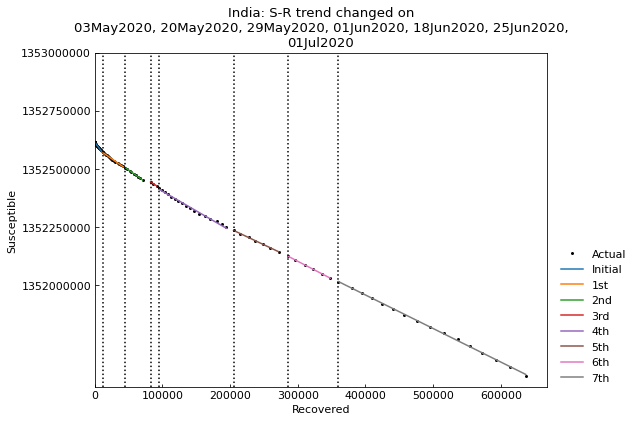 India: S-R trend changed on
03May2020, 20May2020, 29May2020, 01Jun2020, 18Jun2020, 25Jun2020,
01Jul2020
1353000000
1352750000
1352500000
1352250000
1352000000
Susceptible
0 100000 200000 300000 400000 500000 600000
Recovered
Actual
Initial
1st
2nd
3rd
4th
5th
6th
7th